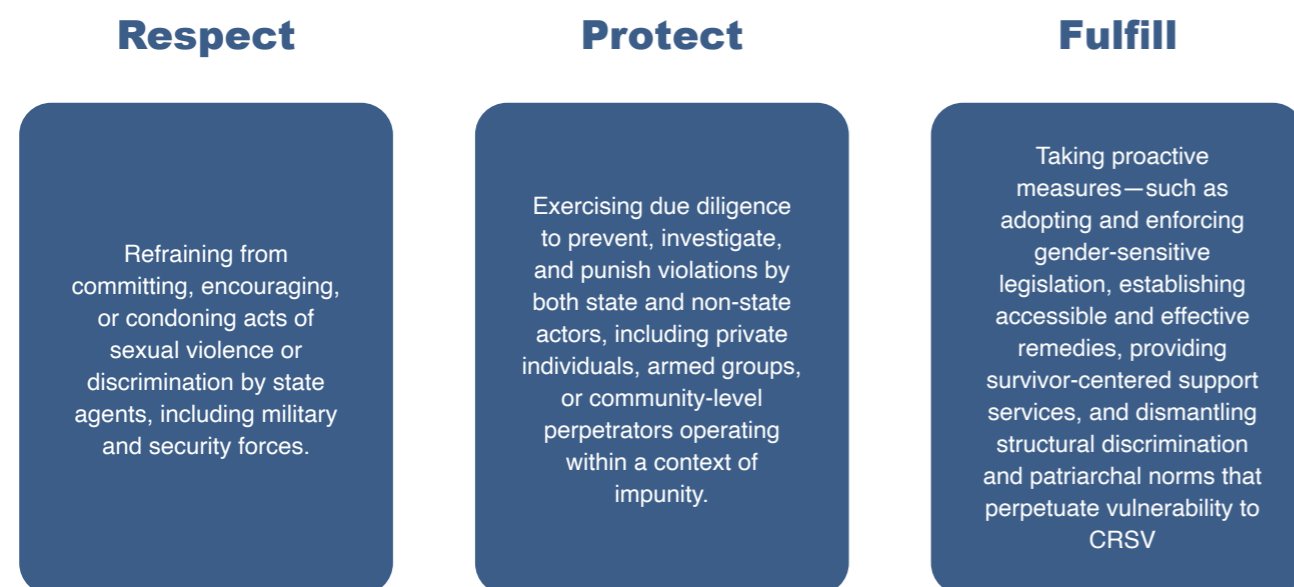 Respect
Refraining from
committing, encouraging,
or condoning acts of
sexual violence or
discrimination by state
agents, including military
and security forces.
Protect
Exercising due diligence
to prevent, investigate,
and punish violations by
both state and non-state
actors, including private
individuals, armed groups,
or community-level
perpetrators operating
within a context of
impunity.
Fulfill
Taking proactive
measures—such as
adopting and enforcing
gender-sensitive
legislation, establishing
accessible and effective
remedies, providing
survivor-centered support
services, and dismantling
structural discrimination
and patriarchal norms that
perpetuate vulnerability to
CRSV